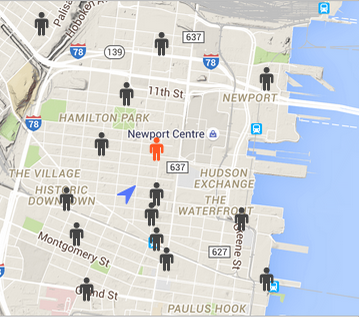 Palisa
Hoboken
78
139
637
78
11th St
NEWPORT
78
HAMILTON PARK
Newport Centre
637
THE VILLAGE
HUDSON
EXCHANGE
HISTORIC
DOWNTOWN
THE
WATERFRONT
Montgomery St
627
Greene St
Grand St
PAULUS HOOK